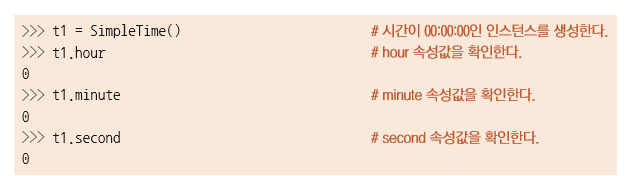 >>> t1 = SimpleTime() # 시간이 00:00:00인 인스턴스를 생성한다.
>>> t1.hour # hour 속성값을 확인한다.
0
>>> t1.minute # minute 속성값을 확인한다.
0
>>> t1.second # second 속성값을 확인한다.
0